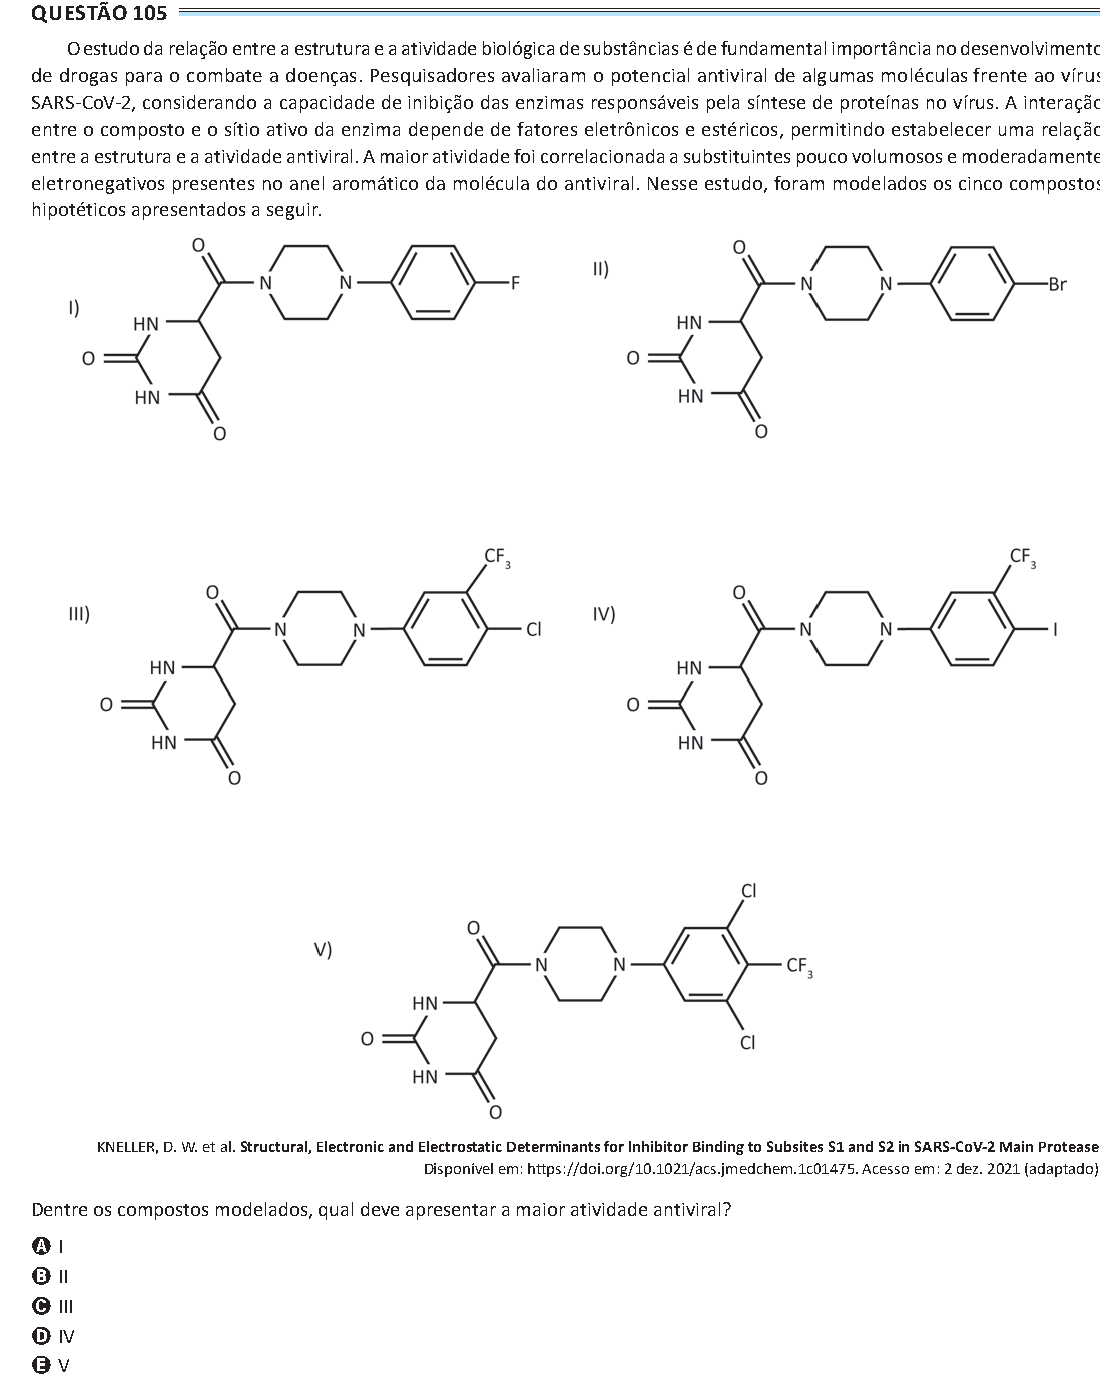 QUESTÃO 105
O estudo da relação entre a estrutura e a atividade biológica de substâncias é de fundamental importância no desenvolvimento
de drogas para o combate a doenças. Pesquisadores avaliaram o potencial antiviral de algumas moléculas frente ao vírus
SARS-CoV-2, considerando a capacidade de inibição das enzimas responsáveis pela síntese de proteínas no vírus. A interação
entre o composto e o sítio ativo da enzima depende de fatores eletrônicos e estéricos, permitindo estabelecer uma relação
entre a estrutura e a atividade antiviral. A maior atividade foi correlacionada a substituintes pouco volumosos e moderadamente
eletronegativos presentes no anel aromático da molécula do antiviral. Nesse estudo, foram modelados os cinco compostos
hipotéticos apresentados a seguir.
I)
O
N
N
F
HN
O
HN
O
II)
O
N
N
Br
HN
O
HN
O
III)
CF3
O
N
N
Cl
HN
O
HN
O
IV)
CF3
O
N
N
I
HN
O
HN
O
V)
Cl
O
N
N
CF3
HN
O
Cl
HN
O
KNELLER, D. W. et al. Structural, Electronic and Electrostatic Determinants for Inhibitor Binding to Subsites S1 and S2 in SARS-CoV-2 Main Protease
Disponível em: https://doi.org/10.1021/acs.jmedchem.1c01475. Acesso em: 2 dez. 2021 (adaptado)
Dentre os compostos modelados, qual deve apresentar a maior atividade antiviral?
A I
B II
C III
D IV
E V